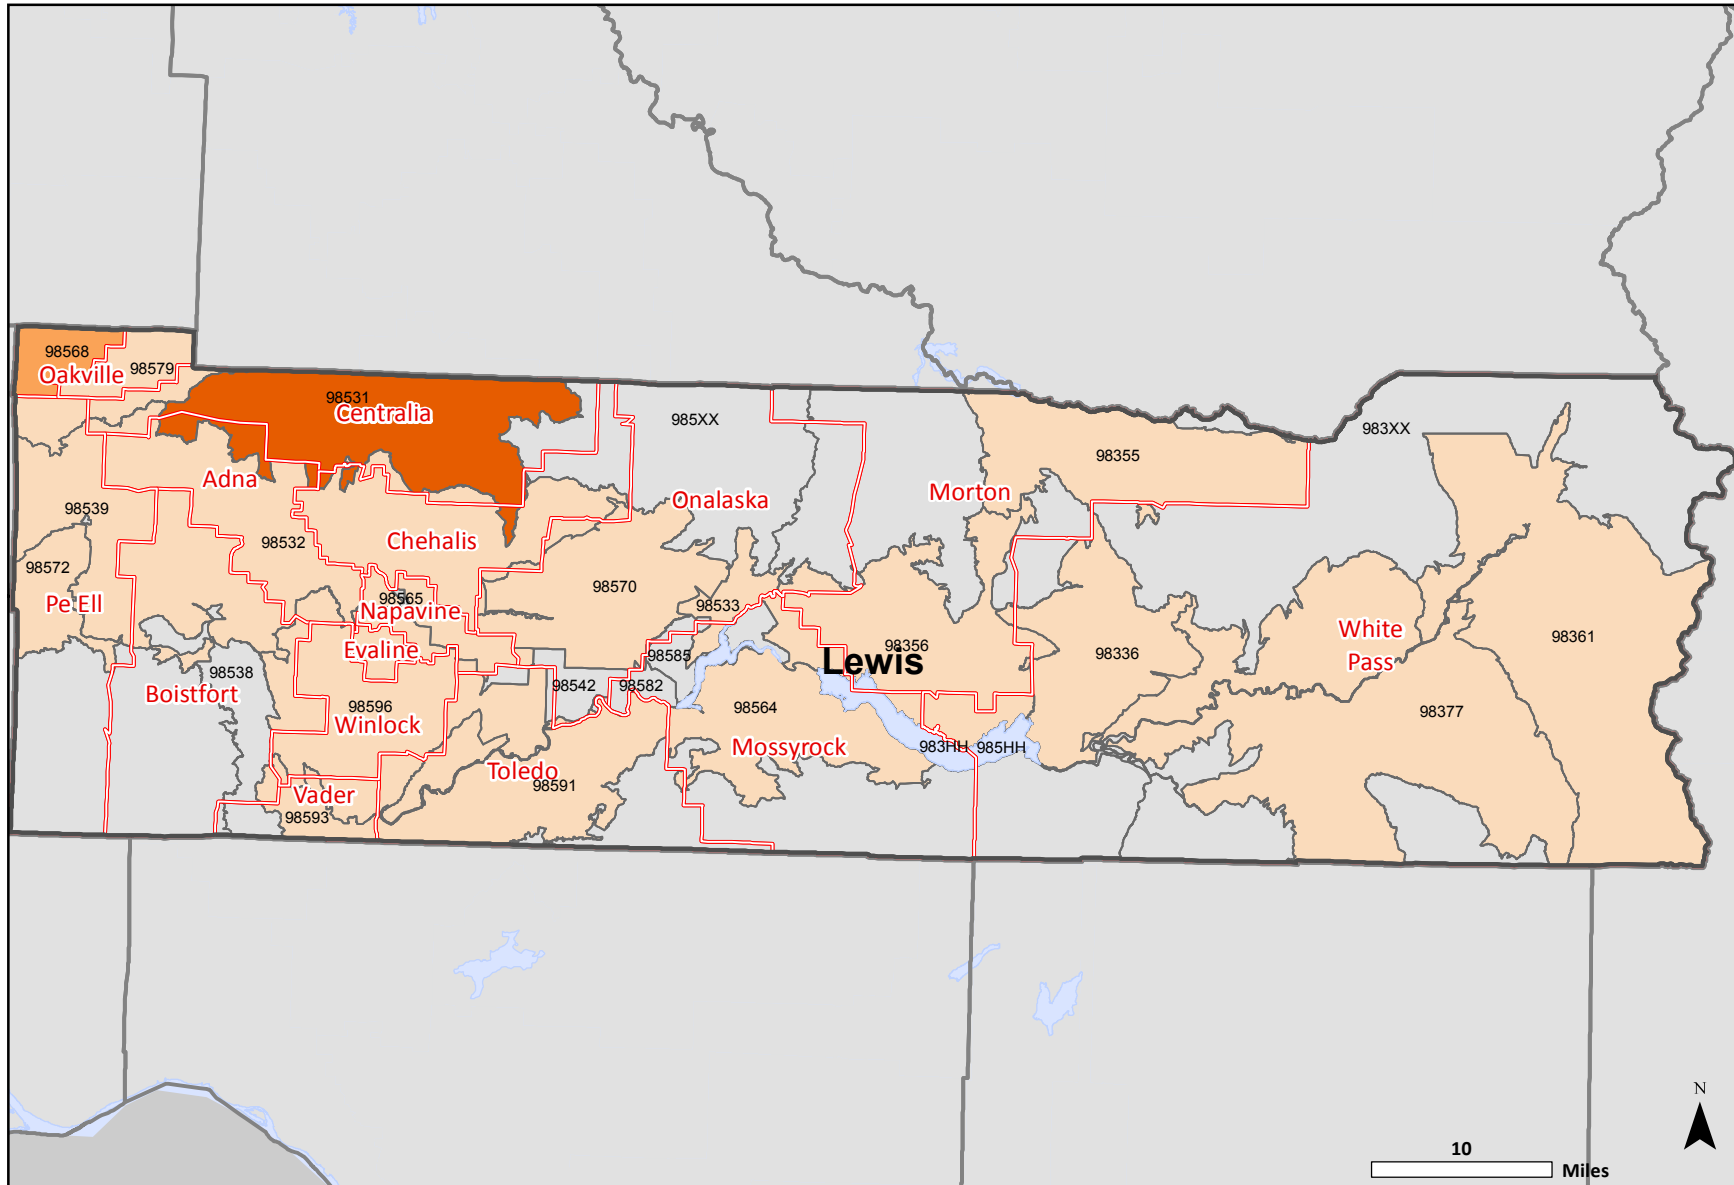 98568
Oakville
98579
98531
Centralia
985XX
983XX
98355
Adna
Onalaska
Morton
98539
98532
Chehalis
98572
98570
98565
Napavine
98533
Pe Ell
White
Pass
98361
Evaline
98356
Lewis
98336
98585
98538
Boistfort
98542
98582
98596
Winlock
98564
98377
Mossyrock
983HH
985HH
Toledo
98591
Vader
98593
N
10
Miles